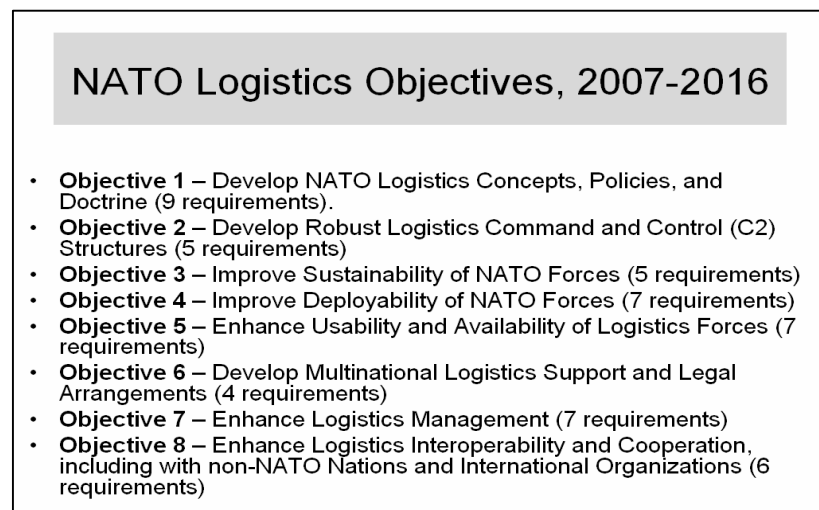 NATO Logistics Objectives, 2007-2016
• Objective 1 – Develop NATO Logistics Concepts, Policies, and
Doctrine (9 requirements).
• Objective 2 – Develop Robust Logistics Command and Control (C2)
Structures (5 requirements)
• Objective 3 – Improve Sustainability of NATO Forces (5 requirements)
• Objective 4 – Improve Deployability of NATO Forces (7 requirements)
• Objective 5 – Enhance Usability and Availability of Logistics Forces (7
requirements)
• Objective 6 – Develop Multinational Logistics Support and Legal
Arrangements (4 requirements)
• Objective 7 – Enhance Logistics Management (7 requirements)
• Objective 8 – Enhance Logistics Interoperability and Cooperation,
including with non-NATO Nations and International Organizations (6
requirements)